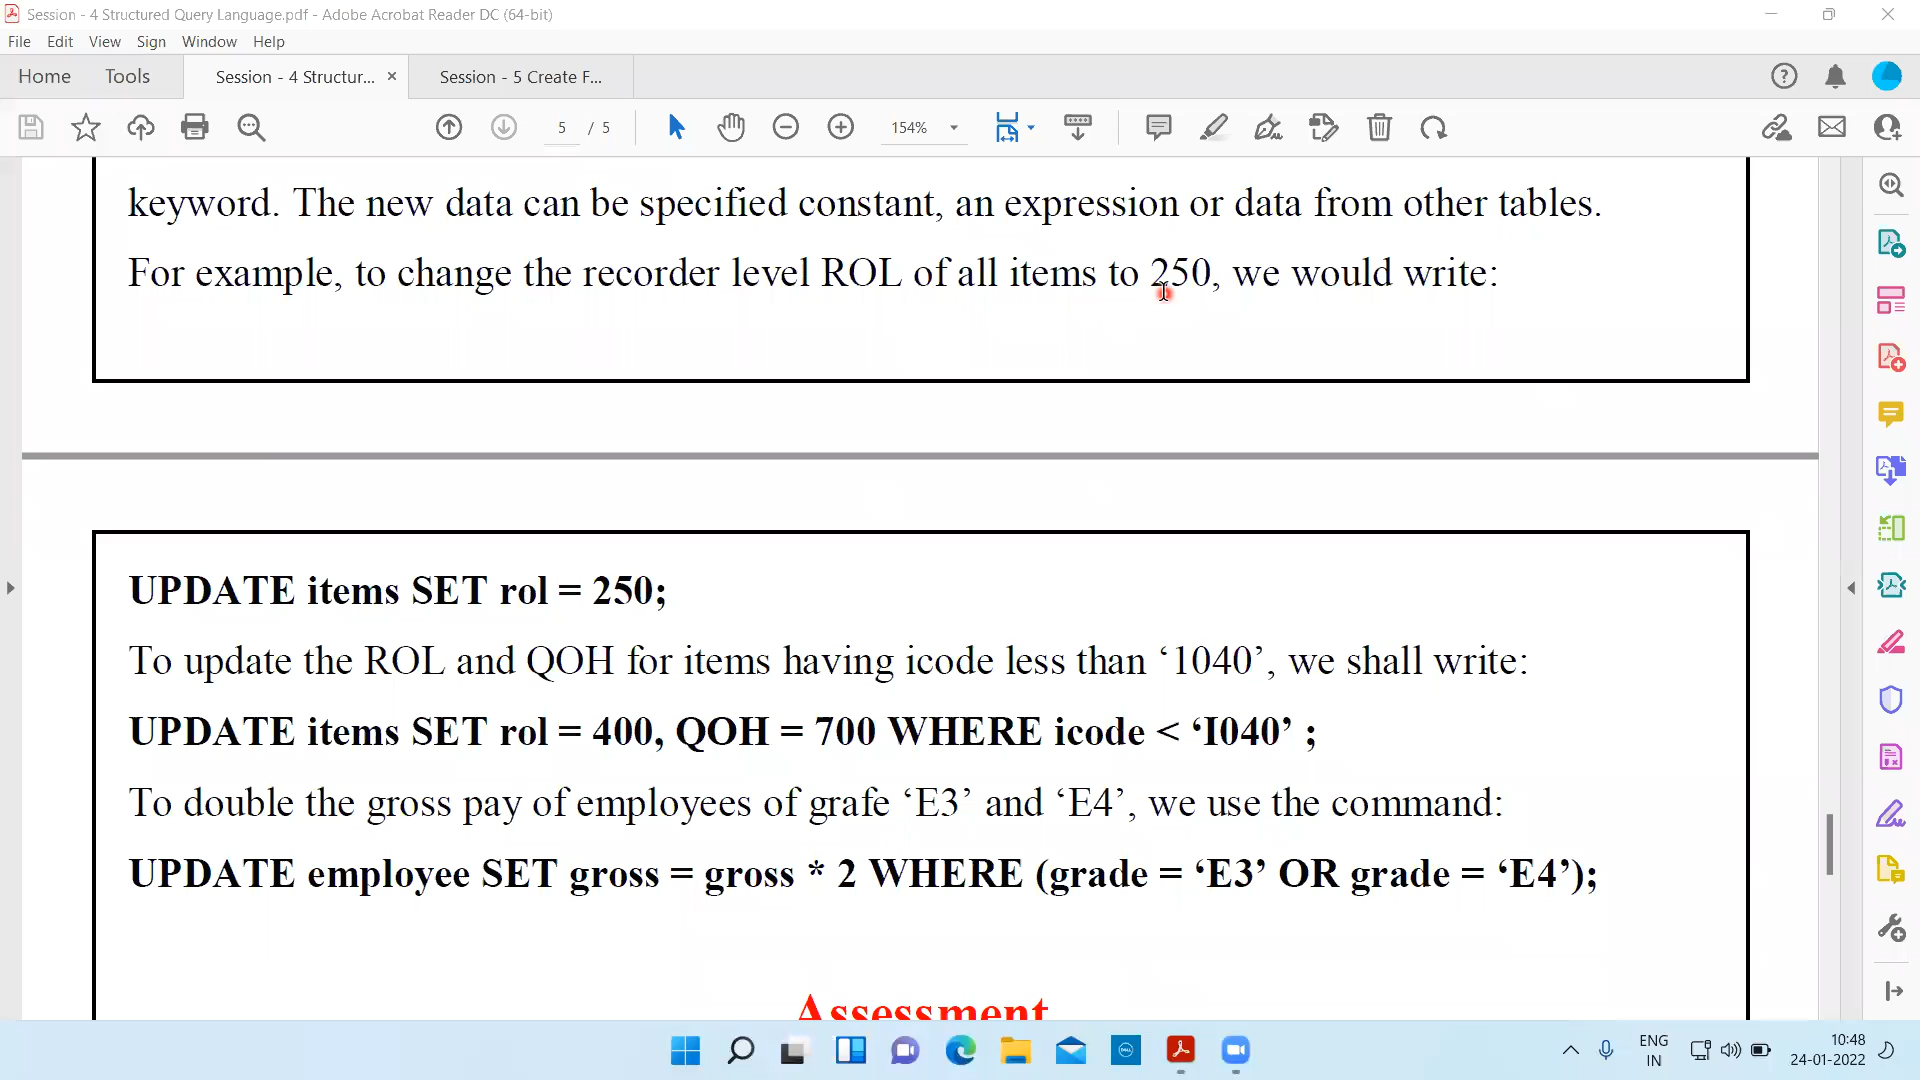 Session - 4 Structured Query Language.pdf - Adobe Acrobat Reader DC (64-bit)
File Edit View Sign Window Help
Home Tools Session - 4 Structur... × Session - 5 Create F...
5 / 5 154%
keyword. The new data can be specified constant, an expression or data from other tables.
For example, to change the recorder level ROL of all items to 250, we would write:
UPDATE items SET rol = 250;
To update the ROL and QOH for items having icode less than ‘1040’, we shall write:
UPDATE items SET rol = 400, QOH = 700 WHERE icode < ‘I040’ ;
To double the gross pay of employees of grafe ‘E3’ and ‘E4’, we use the command:
UPDATE employee SET gross = gross * 2 WHERE (grade = ‘E3’ OR grade = ‘E4’);
Assessment
ENG
IN
10:48
24-01-2022